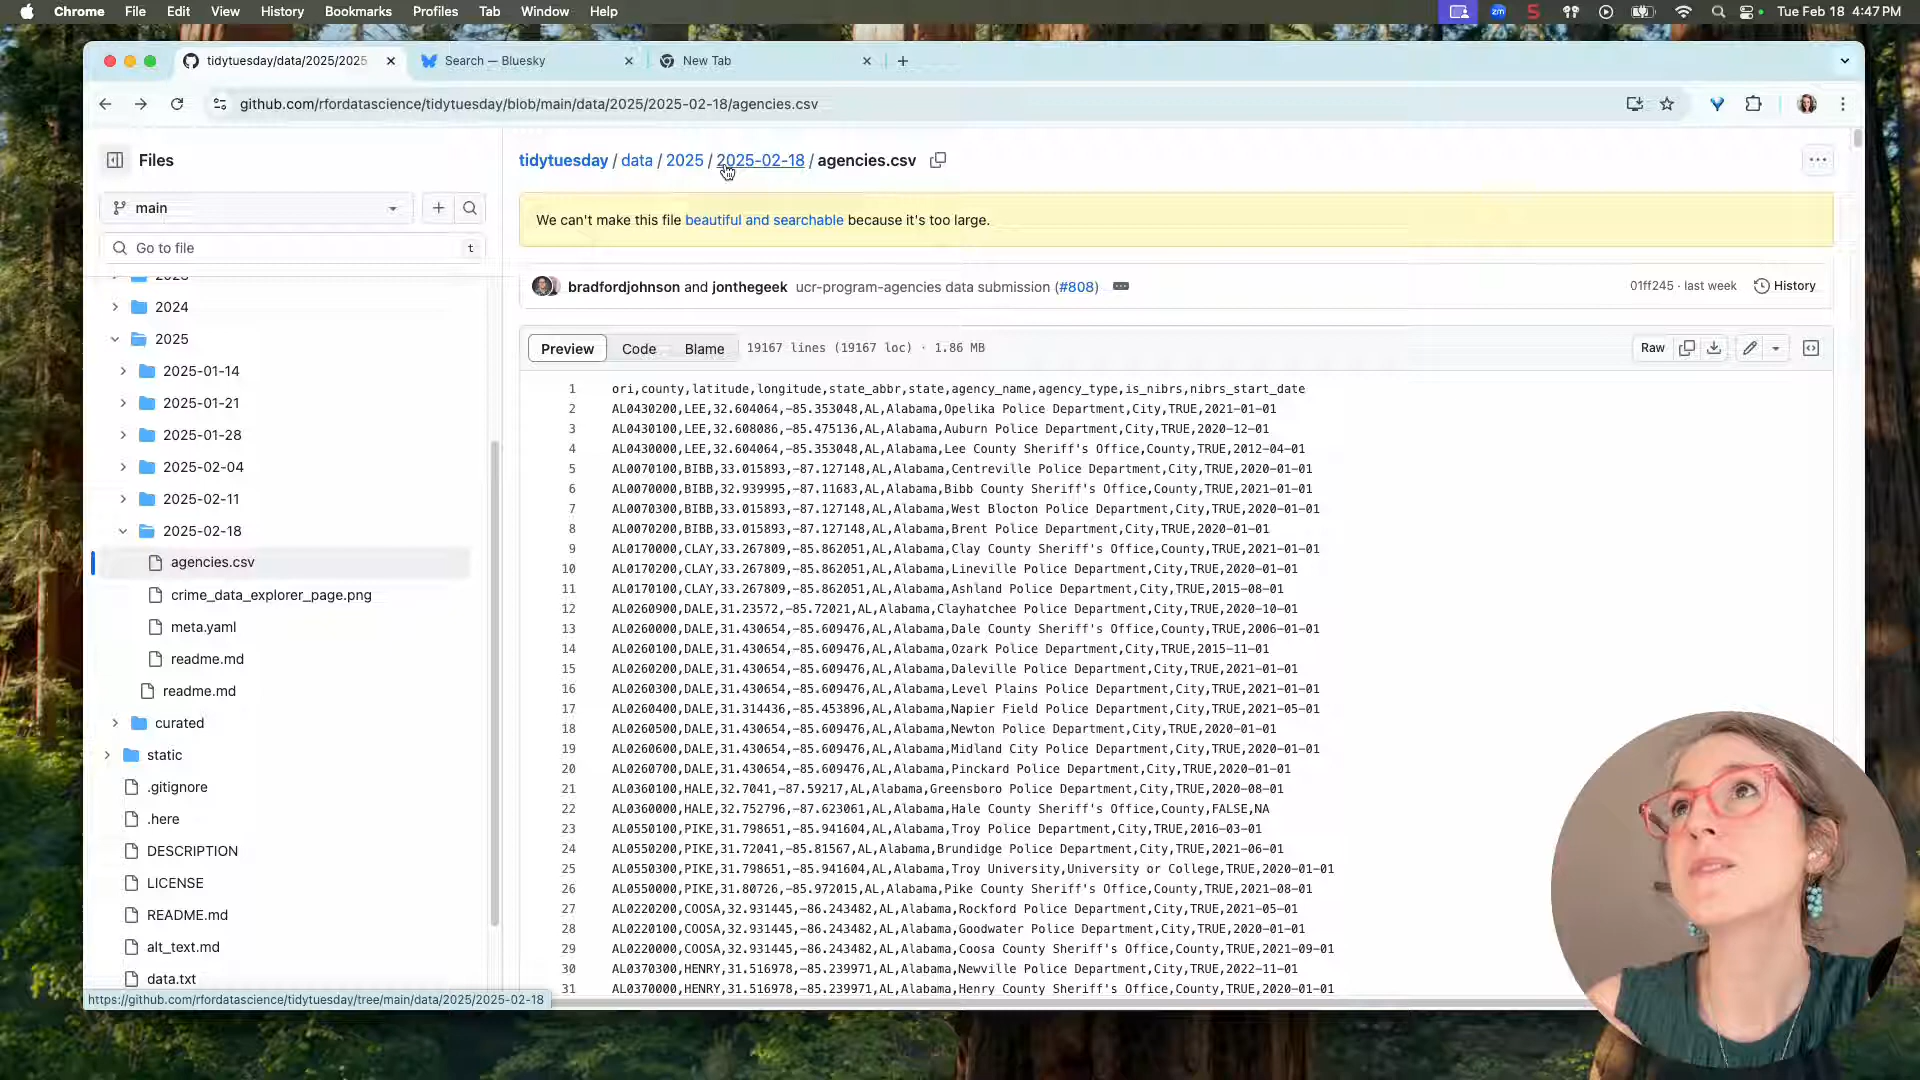 Chrome File Edit View History Bookmarks Profiles Tab Window Help
zm S Tue Feb 18 4:47 PM
tidytuesday/data/2025/2025
Search — Bluesky
New Tab
github.com/rfordatascience/tidytuesday/blob/main/data/2025/2025-02-18/agencies.csv
Files
main
Go to file t
2024
2025
2025-01-14
2025-01-21
2025-01-28
2025-02-04
2025-02-11
2025-02-18
agencies.csv
crime_data_explorer_page.png
meta.yaml
readme.md
readme.md
curated
static
.gitignore
.here
DESCRIPTION
LICENSE
README.md
alt_text.md
data.txt
https://github.com/rfordatascience/tidytuesday/tree/main/data/2025/2025-02-18
tidytuesday / data / 2025 / 2025-02-18 / agencies.csv
We can't make this file beautiful and searchable because it's too large.
bradfordjohnson and jonthegeek ucr-program-agencies data submission (#808)
01ff245 · last week History
Preview Code Blame 19167 lines (19167 loc) · 1.86 MB
Raw
1 ori,county,latitude,longitude,state_abbr,state,agency_name,agency_type,is_nibrs,nibrs_start_date
2 AL0430200,LEE,32.604064,-85.353048,AL,Alabama,Opelika Police Department,City,TRUE,2021-01-01
3 AL0430100,LEE,32.608086,-85.475136,AL,Alabama,Auburn Police Department,City,TRUE,2020-12-01
4 AL0430000,LEE,32.604064,-85.353048,AL,Alabama,Lee County Sheriff's Office,County,TRUE,2012-04-01
5 AL0070100,BIBB,33.015893,-87.127148,AL,Alabama,Centreville Police Department,City,TRUE,2020-01-01
6 AL0070000,BIBB,32.939995,-87.11683,AL,Alabama,Bibb County Sheriff's Office,County,TRUE,2021-01-01
7 AL0070300,BIBB,33.015893,-87.127148,AL,Alabama,West Blocton Police Department,City,TRUE,2020-01-01
8 AL0070200,BIBB,33.015893,-87.127148,AL,Alabama,Brent Police Department,City,TRUE,2020-01-01
9 AL0170000,CLAY,33.267809,-85.862051,AL,Alabama,Clay County Sheriff's Office,County,TRUE,2021-01-01
10 AL0170200,CLAY,33.267809,-85.862051,AL,Alabama,Lineville Police Department,City,TRUE,2020-01-01
11 AL0170100,CLAY,33.267809,-85.862051,AL,Alabama,Ashland Police Department,City,TRUE,2015-08-01
12 AL0260900,DALE,31.23572,-85.72021,AL,Alabama,Clayhatchee Police Department,City,TRUE,2020-10-01
13 AL0260000,DALE,31.430654,-85.609476,AL,Alabama,Dale County Sheriff's Office,County,TRUE,2006-01-01
14 AL0260100,DALE,31.430654,-85.609476,AL,Alabama,Ozark Police Department,City,TRUE,2015-11-01
15 AL0260200,DALE,31.430654,-85.609476,AL,Alabama,Daleville Police Department,City,TRUE,2021-01-01
16 AL0260300,DALE,31.430654,-85.609476,AL,Alabama,Level Plains Police Department,City,TRUE,2021-01-01
17 AL0260400,DALE,31.314436,-85.453896,AL,Alabama,Napier Field Police Department,City,TRUE,2021-05-01
18 AL0260500,DALE,31.430654,-85.609476,AL,Alabama,Newton Police Department,City,TRUE,2020-01-01
19 AL0260600,DALE,31.430654,-85.609476,AL,Alabama,Midland City Police Department,City,TRUE,2020-01-01
20 AL0260700,DALE,31.430654,-85.609476,AL,Alabama,Pinckard Police Department,City,TRUE,2020-01-01
21 AL0360100,HALE,32.7041,-87.59217,AL,Alabama,Greensboro Police Department,City,TRUE,2020-08-01
22 AL0360000,HALE,32.752796,-87.623061,AL,Alabama,Hale County Sheriff's Office,County,FALSE,NA
23 AL0550100,PIKE,31.798651,-85.941604,AL,Alabama,Troy Police Department,City,TRUE,2016-03-01
24 AL0550200,PIKE,31.72041,-85.81567,AL,Alabama,Brundidge Police Department,City,TRUE,2021-06-01
25 AL0550300,PIKE,31.798651,-85.941604,AL,Alabama,Troy University,University or College,TRUE,2020-01-01
26 AL0550000,PIKE,31.80726,-85.972015,AL,Alabama,Pike County Sheriff's Office,County,TRUE,2021-08-01
27 AL0220200,COOSA,32.931445,-86.243482,AL,Alabama,Rockford Police Department,City,TRUE,2021-05-01
28 AL0220100,COOSA,32.931445,-86.243482,AL,Alabama,Goodwater Police Department,City,TRUE,2020-01-01
29 AL0220000,COOSA,32.931445,-86.243482,AL,Alabama,Coosa County Sheriff's Office,County,TRUE,2021-09-01
30 AL0370300,HENRY,31.516978,-85.239971,AL,Alabama,Newville Police Department,City,TRUE,2022-11-01
31 AL0370000,HENRY,31.516978,-85.239971,AL,Alabama,Henry County Sheriff's Office,County,TRUE,2020-01-01